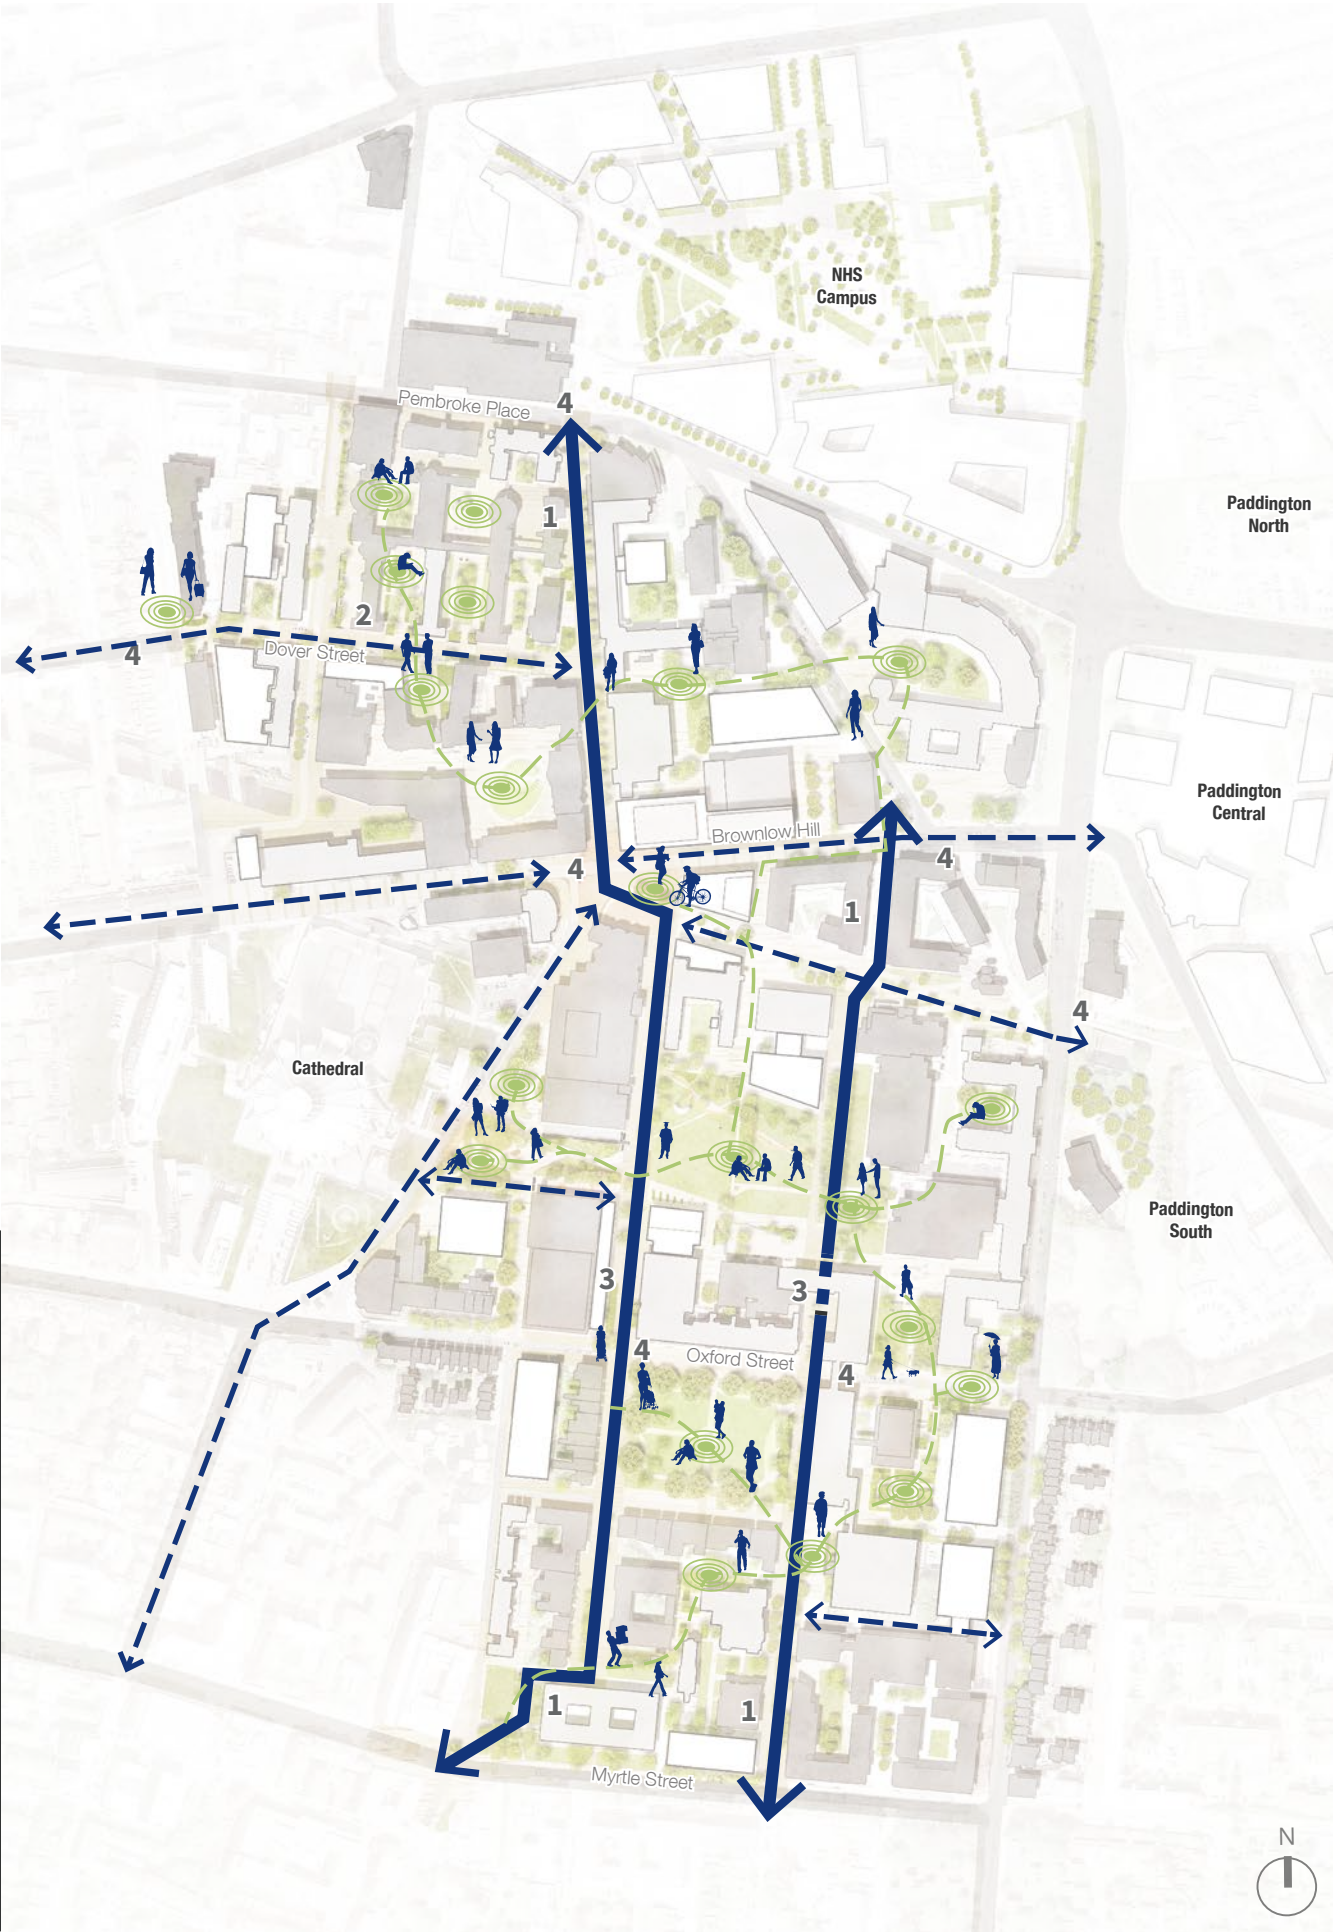 NHS
Campus
Pembroke Place
4
Paddington
North
1
2
Dover Street
4
Paddington
Central
Brownlow Hill
4
4
1
4
Cathedral
Paddington
South
3
3
4
Oxford Street
4
1
1
Myrtle Street
N